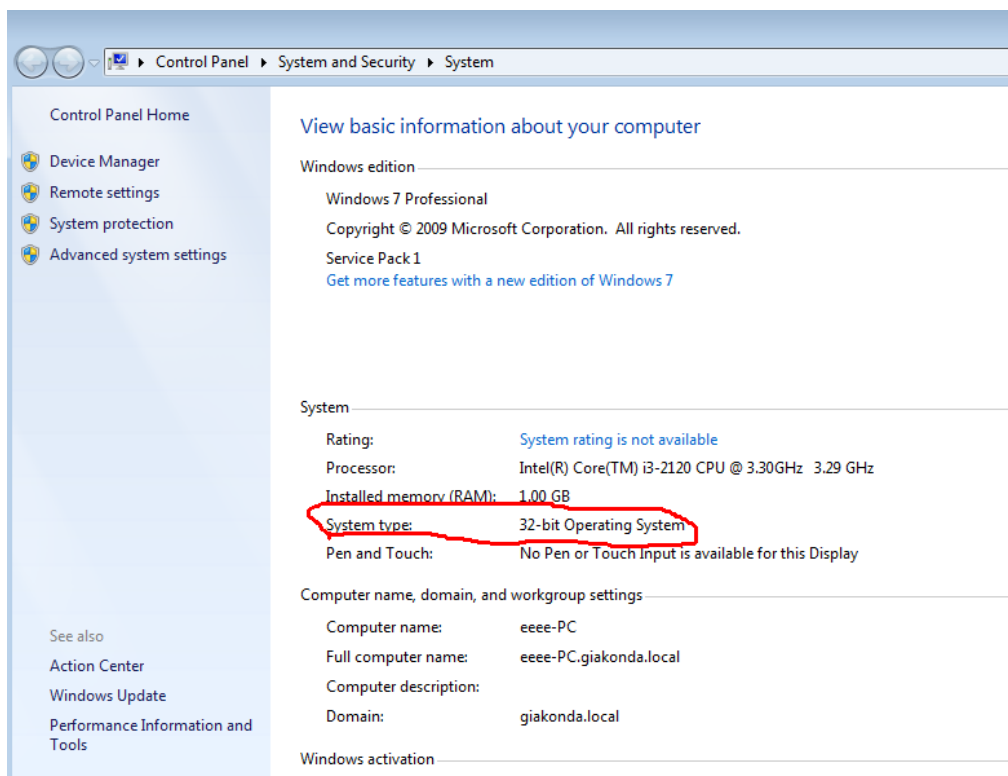 Control Panel ▸ System and Security ▸ System
Control Panel Home
Device Manager
Remote settings
System protection
Advanced system settings
See also
Action Center
Windows Update
Performance Information and
Tools
View basic information about your computer
Windows edition
Windows 7 Professional
Copyright © 2009 Microsoft Corporation. All rights reserved.
Service Pack 1
Get more features with a new edition of Windows 7
System
Rating: System rating is not available
Processor: Intel(R) Core(TM) i3-2120 CPU @ 3.30GHz 3.29 GHz
Installed memory (RAM): 1.00 GB
System type: 32-bit Operating System
Pen and Touch: No Pen or Touch Input is available for this Display
Computer name, domain, and workgroup settings
Computer name: eeee-PC
Full computer name: eeee-PC.giakonda.local
Computer description:
Domain: giakonda.local
Windows activation